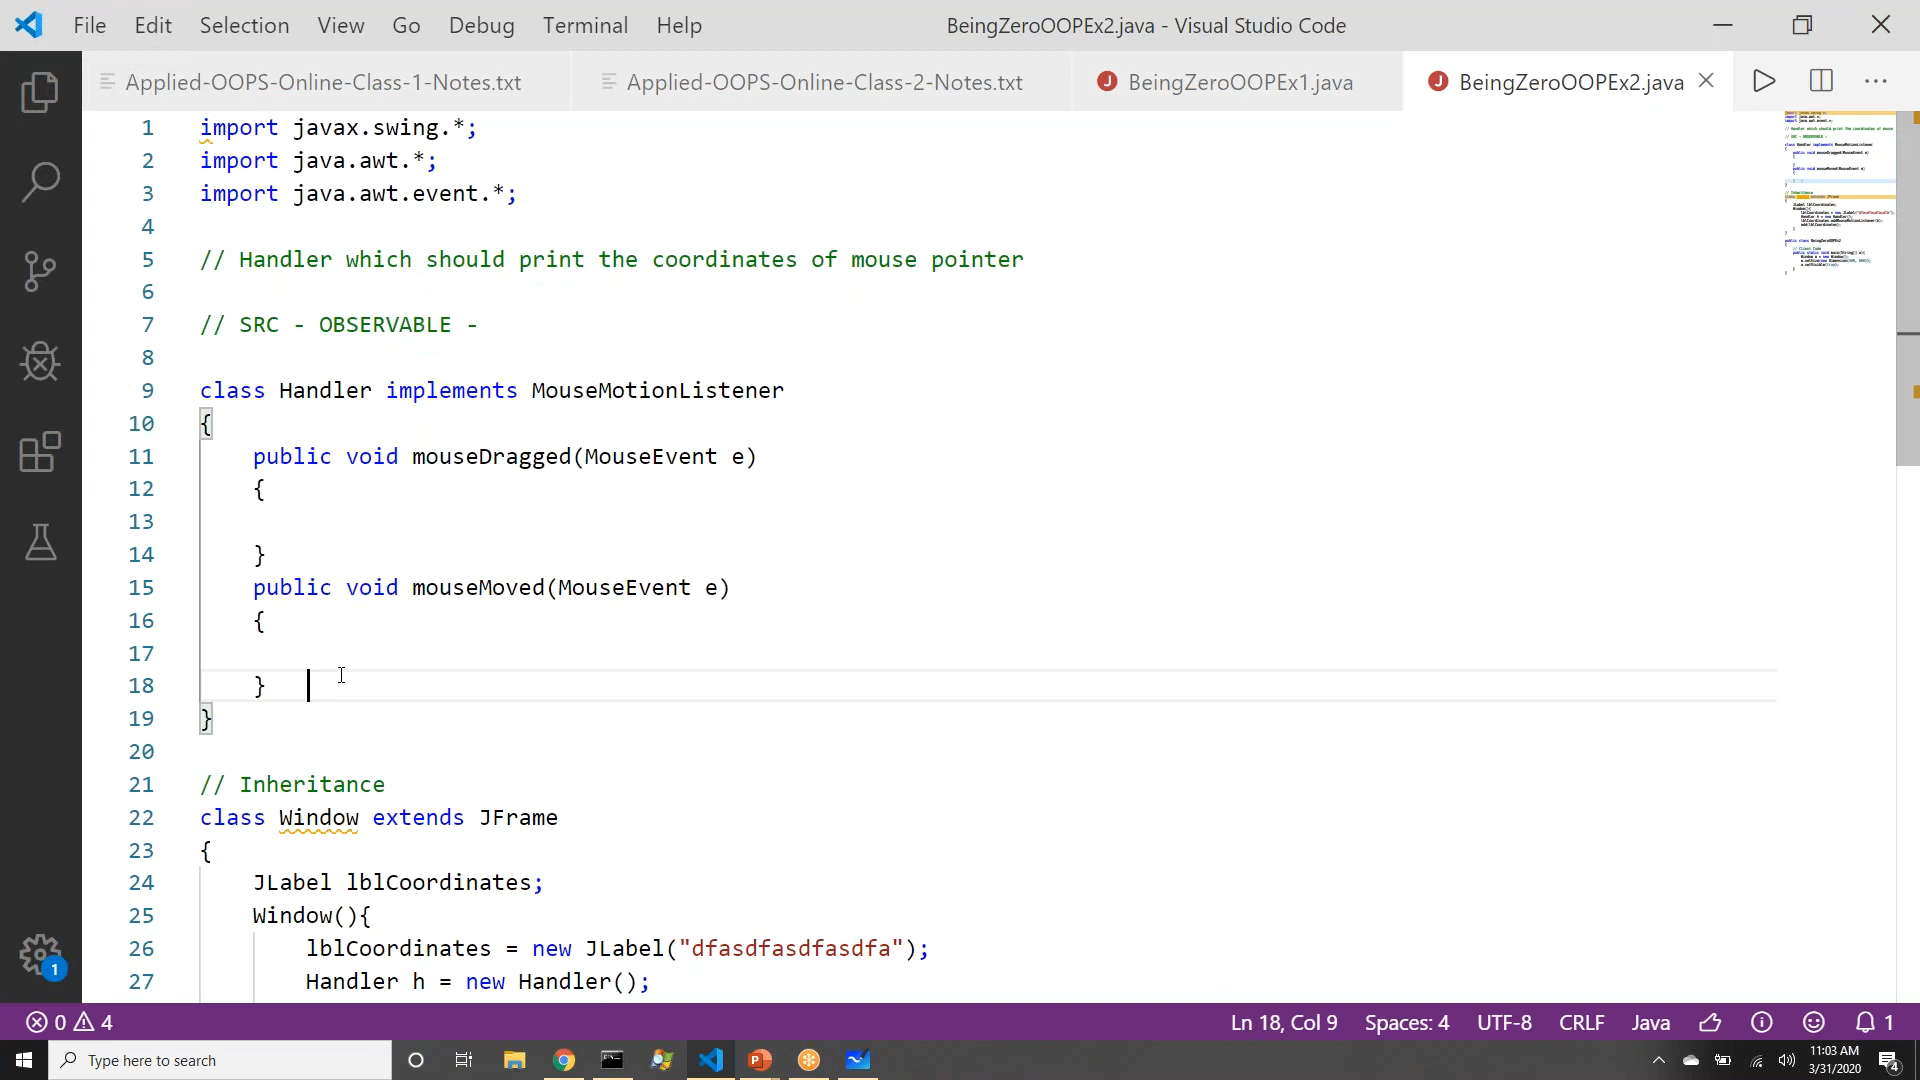 File Edit Selection View Go Debug Terminal Help BeingZeroOOPEx2.java - Visual Studio Code
Applied-OOPS-Online-Class-1-Notes.txt Applied-OOPS-Online-Class-2-Notes.txt J BeingZeroOOPEx1.java J BeingZeroOOPEx2.java
1 import javax.swing.*;
2 import java.awt.*;
3 import java.awt.event.*;
4
5 // Handler which should print the coordinates of mouse pointer
6
7 // SRC - OBSERVABLE -
8
9 class Handler implements MouseMotionListener
10 {
11 public void mouseDragged(MouseEvent e)
12 {
13
14 }
15 public void mouseMoved(MouseEvent e)
16 {
17
18 }
19 }
20
21 // Inheritance
22 class Window extends JFrame
23 {
24 JLabel lblCoordinates;
25 Window(){
26 lblCoordinates = new JLabel("dfasdfasdfasdfa");
27 Handler h = new Handler();
0 4 Ln 18, Col 9 Spaces: 4 UTF-8 CRLF Java 1
1
Type here to search
11:03 AM
3/31/2020
4